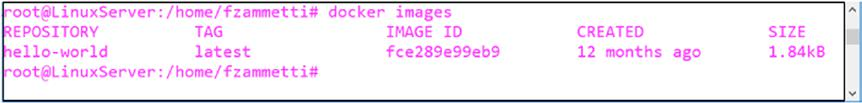 root@LinuxServer:/home/fzammetti# docker images
REPOSITORY TAG IMAGE ID CREATED SIZE
hello-world latest fce289e99eb9 12 months ago 1.84kB
root@LinuxServer:/home/fzammetti#